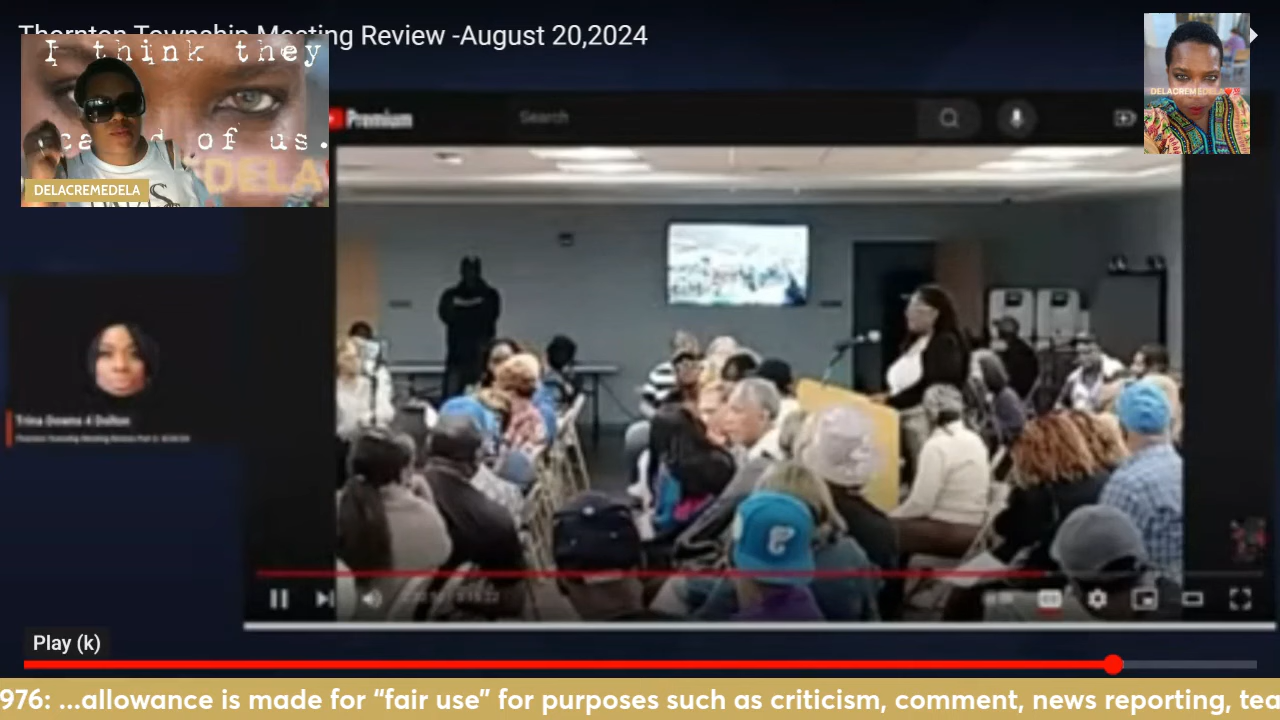 Thornton Township Meeting Review -August 20,2024
I think they
of us.
DELA
DELACREMEDELA
Premium
Search
DELACREMEDELA
Trina Downs 4 Dolton
Play (k)
976: ...allowance is made for “fair use” for purposes such as criticism, comment, news reporting, tea